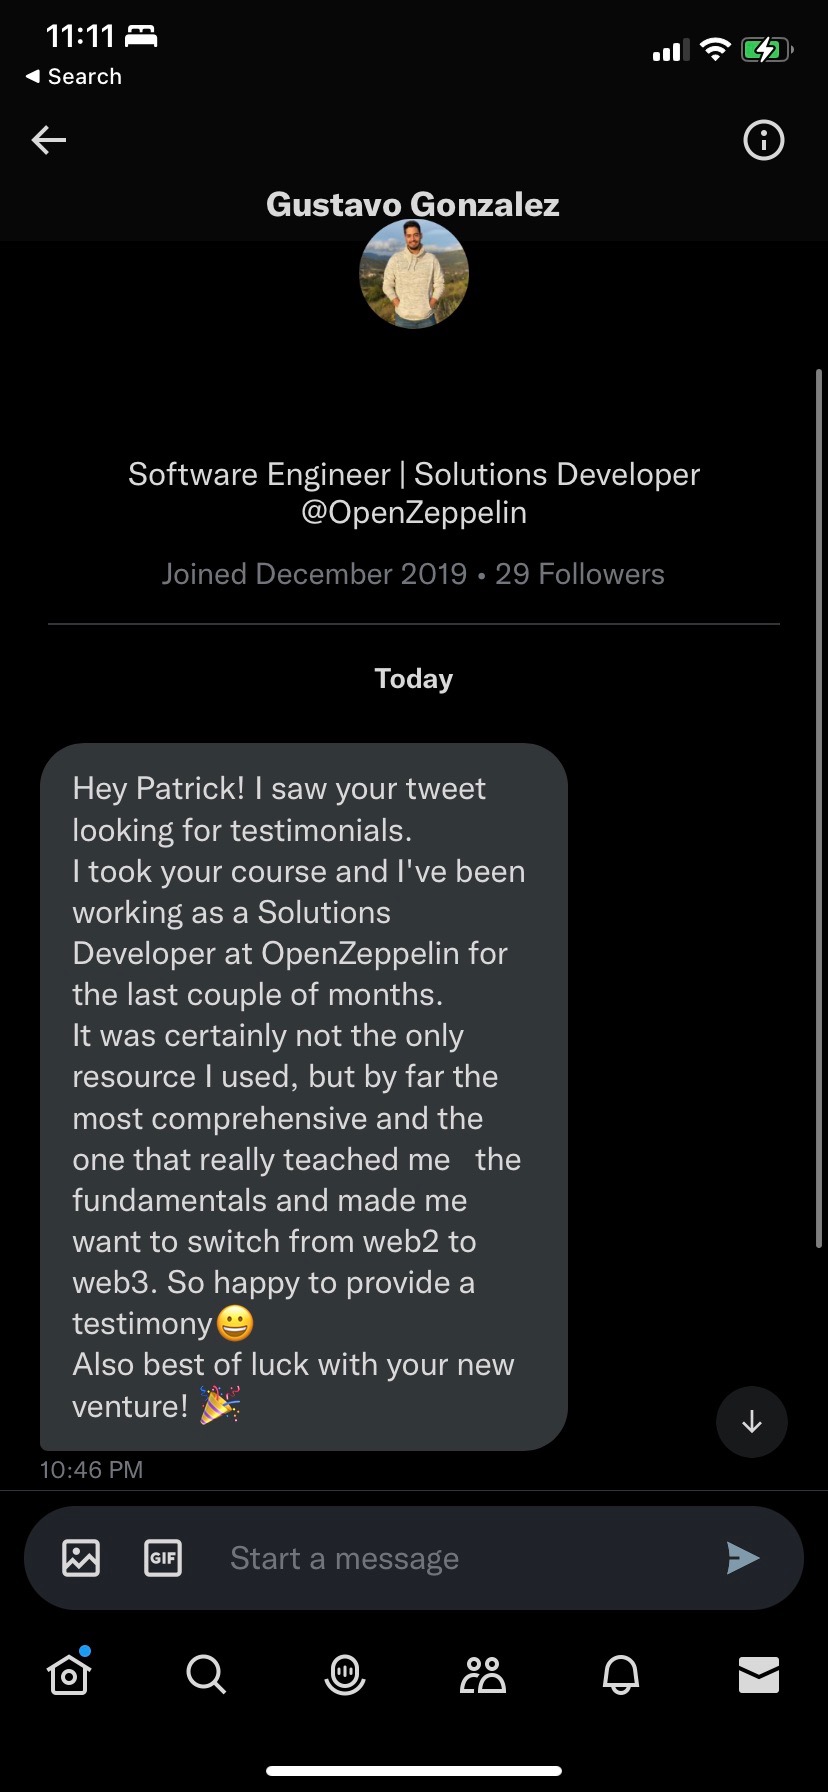 11:11
Search
Gustavo Gonzalez
Software Engineer | Solutions Developer
@OpenZeppelin
Joined December 2019 • 29 Followers
Today
Hey Patrick! I saw your tweet
looking for testimonials.
I took your course and I've been
working as a Solutions
Developer at OpenZeppelin for
the last couple of months.
It was certainly not the only
resource I used, but by far the
most comprehensive and the
one that really teached me   the
fundamentals and made me
want to switch from web2 to
web3. So happy to provide a
testimony😀
Also best of luck with your new
venture! 🎉
10:46 PM
GIF
Start a message